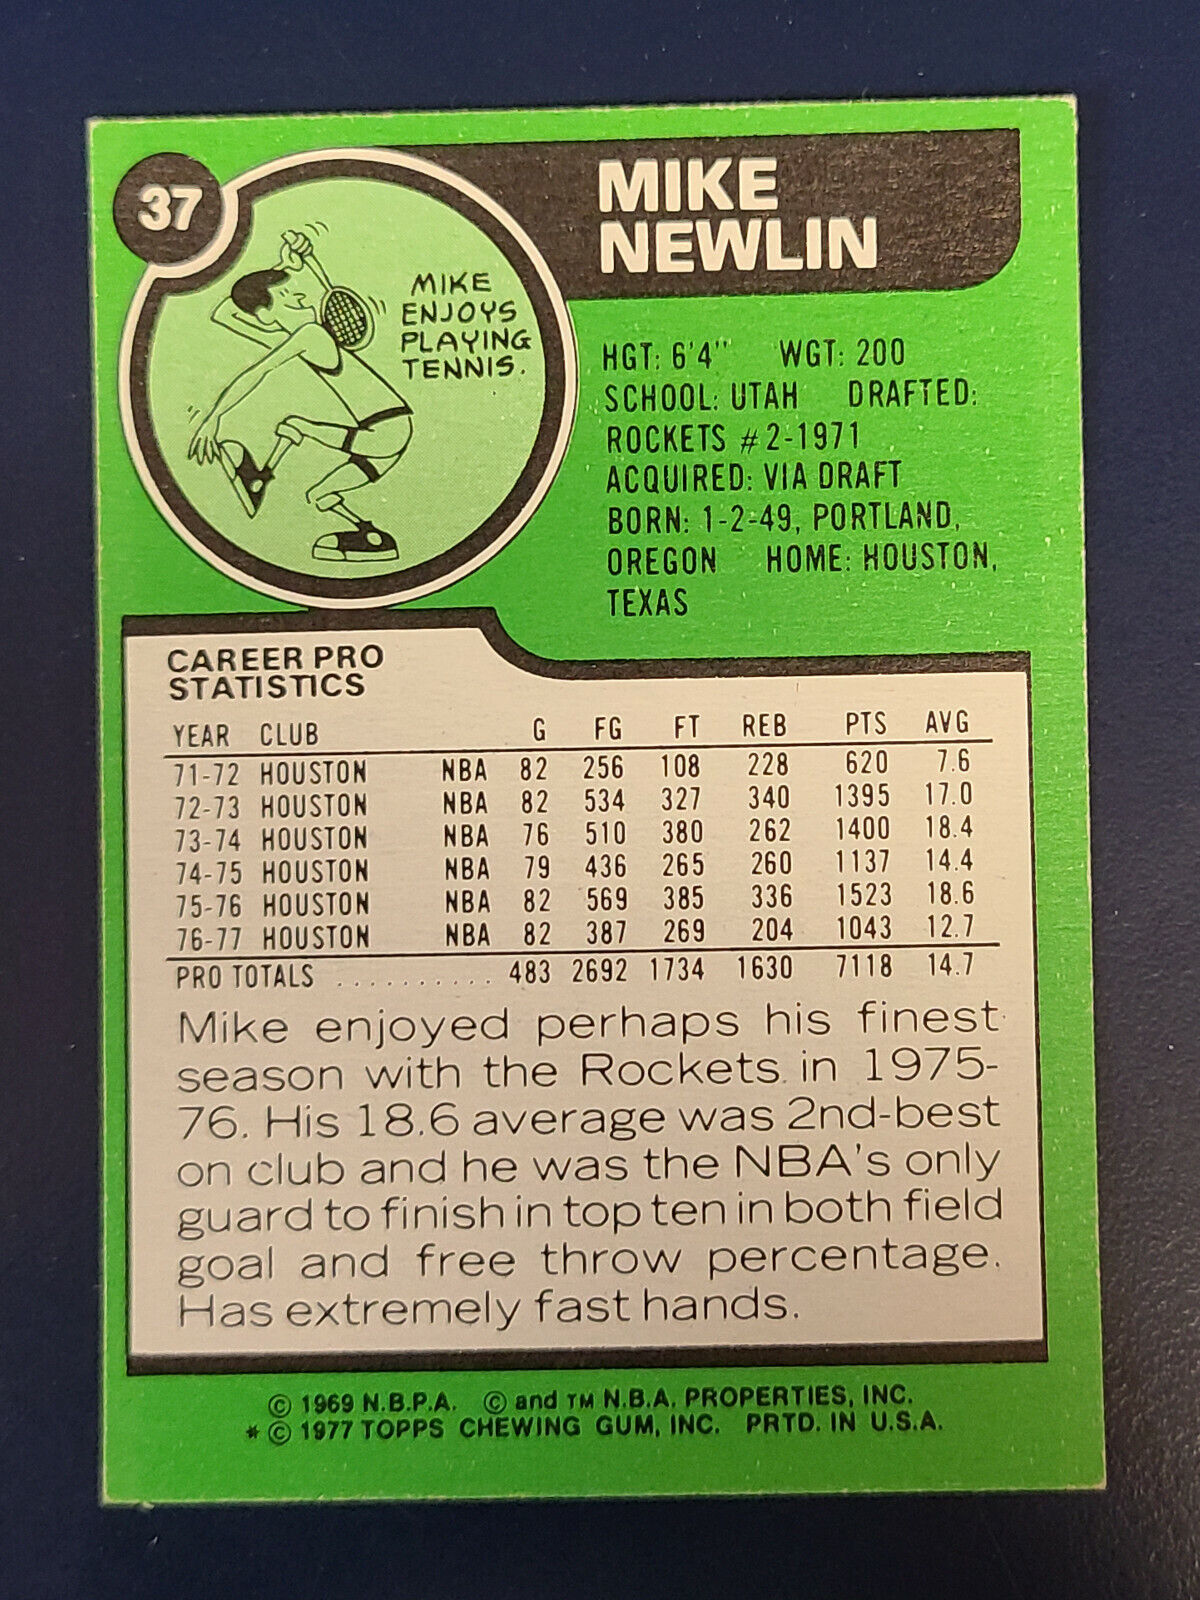 37
MIKE
NEWLIN
MIKE
ENJOYS
PLAYING
TENNIS.
HGT: 6'4" WGT: 200
SCHOOL: UTAH DRAFTED:
ROCKETS #2-1971
ACQUIRED: VIA DRAFT
BORN: 1-2-49, PORTLAND,
OREGON HOME: HOUSTON,
TEXAS
CAREER PRO
STATISTICS
YEAR CLUB G FG FT REB PTS AVG
71-72 HOUSTON NBA 82 256 108 228 620 7.6
72-73 HOUSTON NBA 82 534 327 340 1395 17.0
73-74 HOUSTON NBA 76 510 380 262 1400 18.4
74-75 HOUSTON NBA 79 436 265 260 1137 14.4
75-76 HOUSTON NBA 82 569 385 336 1523 18.6
76-77 HOUSTON NBA 82 387 269 204 1043 12.7
PRO TOTALS .......... 483 2692 1734 1630 7118 14.7
Mike enjoyed perhaps his finest
season with the Rockets in 1975-
76. His 18.6 average was 2nd-best
on club and he was the NBA's only
guard to finish in top ten in both field
goal and free throw percentage.
Has extremely fast hands.
© 1969 N.B.P.A. © and TM N.B.A. PROPERTIES, INC.
* © 1977 TOPPS CHEWING GUM, INC. PRTD. IN U.S.A.